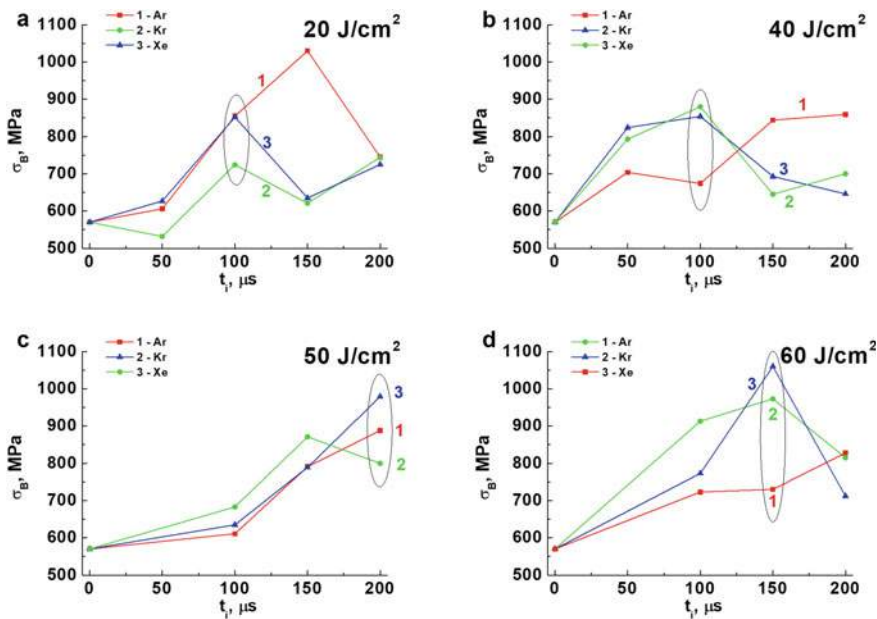 a
1 - Ar
2 - Kr
3 - Xe
20 J/cm²
1100
1000
900
800
700
600
500
σB, MPa
1
3
2
0 50 100 150 200
ti, μs
b
1 - Ar
2 - Kr
3 - Xe
40 J/cm²
1100
1000
900
800
700
600
500
σB, MPa
1
3
2
0 50 100 150 200
ti, μs
c
1 - Ar
2 - Kr
3 - Xe
50 J/cm²
1100
1000
900
800
700
600
500
σB, MPa
3
1
2
0 50 100 150 200
ti, μs
d
1 - Ar
2 - Kr
3 - Xe
60 J/cm²
1100
1000
900
800
700
600
500
σB, MPa
3
2
1
0 50 100 150 200
ti, μs